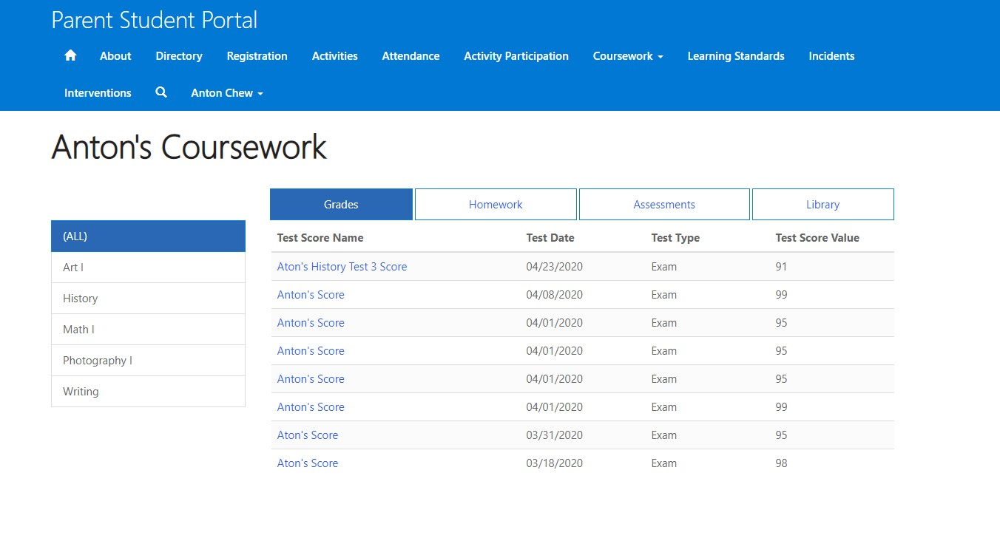 Parent Student Portal
About Directory Registration Activities Attendance Activity Participation Coursework Learning Standards Incidents
Interventions Anton Chew
Anton's Coursework
Grades Homework Assessments Library
(ALL)
Art I
History
Math I
Photography I
Writing
Test Score Name Test Date Test Type Test Score Value
Aton's History Test 3 Score 04/23/2020 Exam 91
Anton's Score 04/08/2020 Exam 99
Anton's Score 04/01/2020 Exam 95
Anton's Score 04/01/2020 Exam 95
Anton's Score 04/01/2020 Exam 95
Anton's Score 04/01/2020 Exam 99
Aton's Score 03/31/2020 Exam 95
Aton's Score 03/18/2020 Exam 98